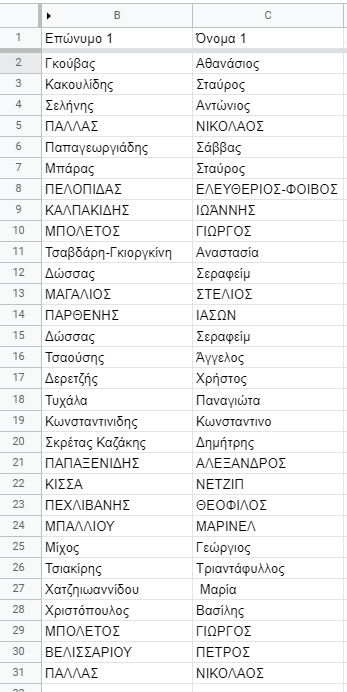 B C
1 Επώνυμο 1 Όνομα 1
2 Γκούβας Αθανάσιος
3 Κακουλίδης Σταύρος
4 Σελήνης Αντώνιος
5 ΠΑΛΛΑΣ ΝΙΚΟΛΑΟΣ
6 Παπαγεωργιάδης Σάββας
7 Μπάρας Σταύρος
8 ΠΕΛΟΠΙΔΑΣ ΕΛΕΥΘΕΡΙΟΣ-ΦΟΙΒΟΣ
9 ΚΑΛΠΑΚΙΔΗΣ ΙΩΆΝΝΗΣ
10 ΜΠΟΛΕΤΟΣ ΓΙΩΡΓΟΣ
11 Τσαβδάρη-Γκιοργκίνη Αναστασία
12 Δώσσας Σεραφείμ
13 ΜΑΓΑΛΙΟΣ ΣΤΕΛΙΟΣ
14 ΠΑΡΘΕΝΗΣ ΙΑΣΩΝ
15 Δώσσας Σεραφείμ
16 Τσαούσης Άγγελος
17 Δερετζής Χρήστος
18 Τυχάλα Παναγιώτα
19 Κωνσταντινιδης Κωνσταντινο
20 Σκρέτας Καζάκης Δημήτρης
21 ΠΑΠΑΞΕΝΙΔΗΣ ΑΛΕΞΑΝΔΡΟΣ
22 ΚΙΣΣΑ ΝΕΤΖΙΠ
23 ΠΕΧΛΙΒΑΝΗΣ ΘΕΟΦΙΛΟΣ
24 ΜΠΑΛΛΙΟΥ ΜΑΡΙΝΕΛ
25 Μίχος Γεώργιος
26 Τσιακίρης Τριαντάφυλλος
27 Χατζηιωαννίδου Μαρία
28 Χριστόπουλος Βασίλης
29 ΜΠΟΛΕΤΟΣ ΓΙΩΡΓΟΣ
30 ΒΕΛΙΣΣΑΡΙΟΥ ΠΕΤΡΟΣ
31 ΠΑΛΛΑΣ ΝΙΚΟΛΑΟΣ